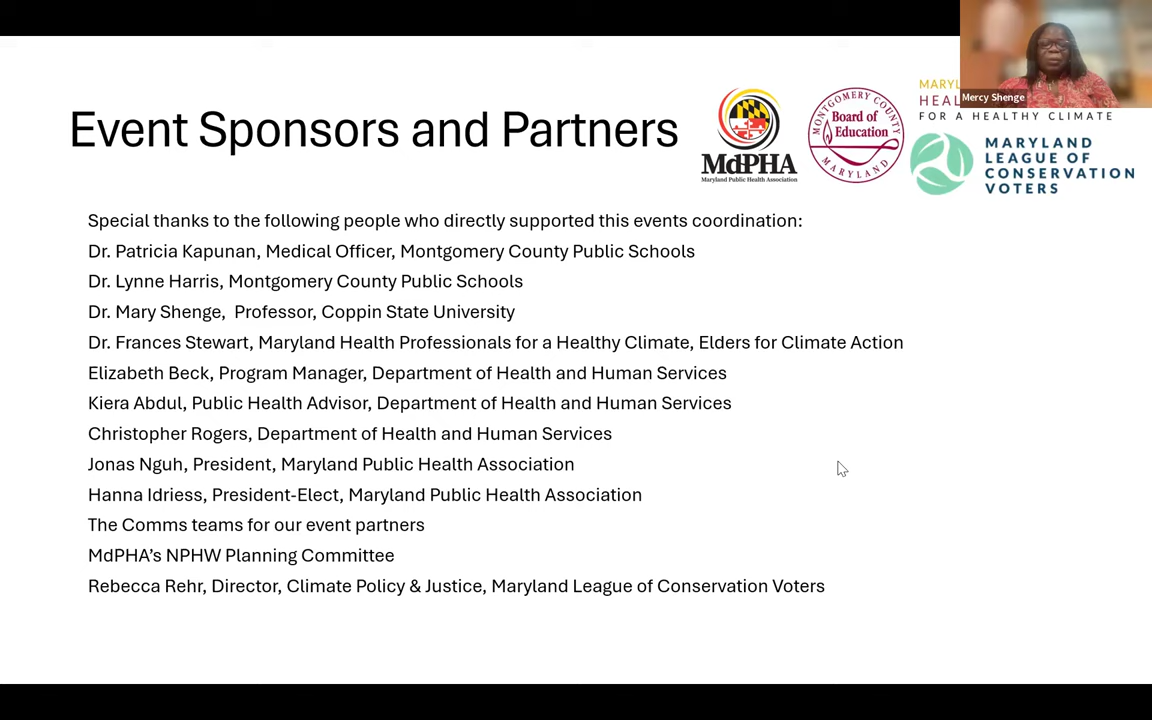 Event Sponsors and Partners
MdPHA
Maryland Public Health Association
MONTGOMERY COUNTY
Board of
Education
MARYLAND
Mercy Shenge
FOR A HEALTHY CLIMATE
MARYLAND
LEAGUE OF
CONSERVATION
VOTERS
Special thanks to the following people who directly supported this events coordination:
Dr. Patricia Kapunan, Medical Officer, Montgomery County Public Schools
Dr. Lynne Harris, Montgomery County Public Schools
Dr. Mary Shenge, Professor, Coppin State University
Dr. Frances Stewart, Maryland Health Professionals for a Healthy Climate, Elders for Climate Action
Elizabeth Beck, Program Manager, Department of Health and Human Services
Kiera Abdul, Public Health Advisor, Department of Health and Human Services
Christopher Rogers, Department of Health and Human Services
Jonas Nguh, President, Maryland Public Health Association
Hanna Idriess, President-Elect, Maryland Public Health Association
The Comms teams for our event partners
MdPHA’s NPHW Planning Committee
Rebecca Rehr, Director, Climate Policy & Justice, Maryland League of Conservation Voters